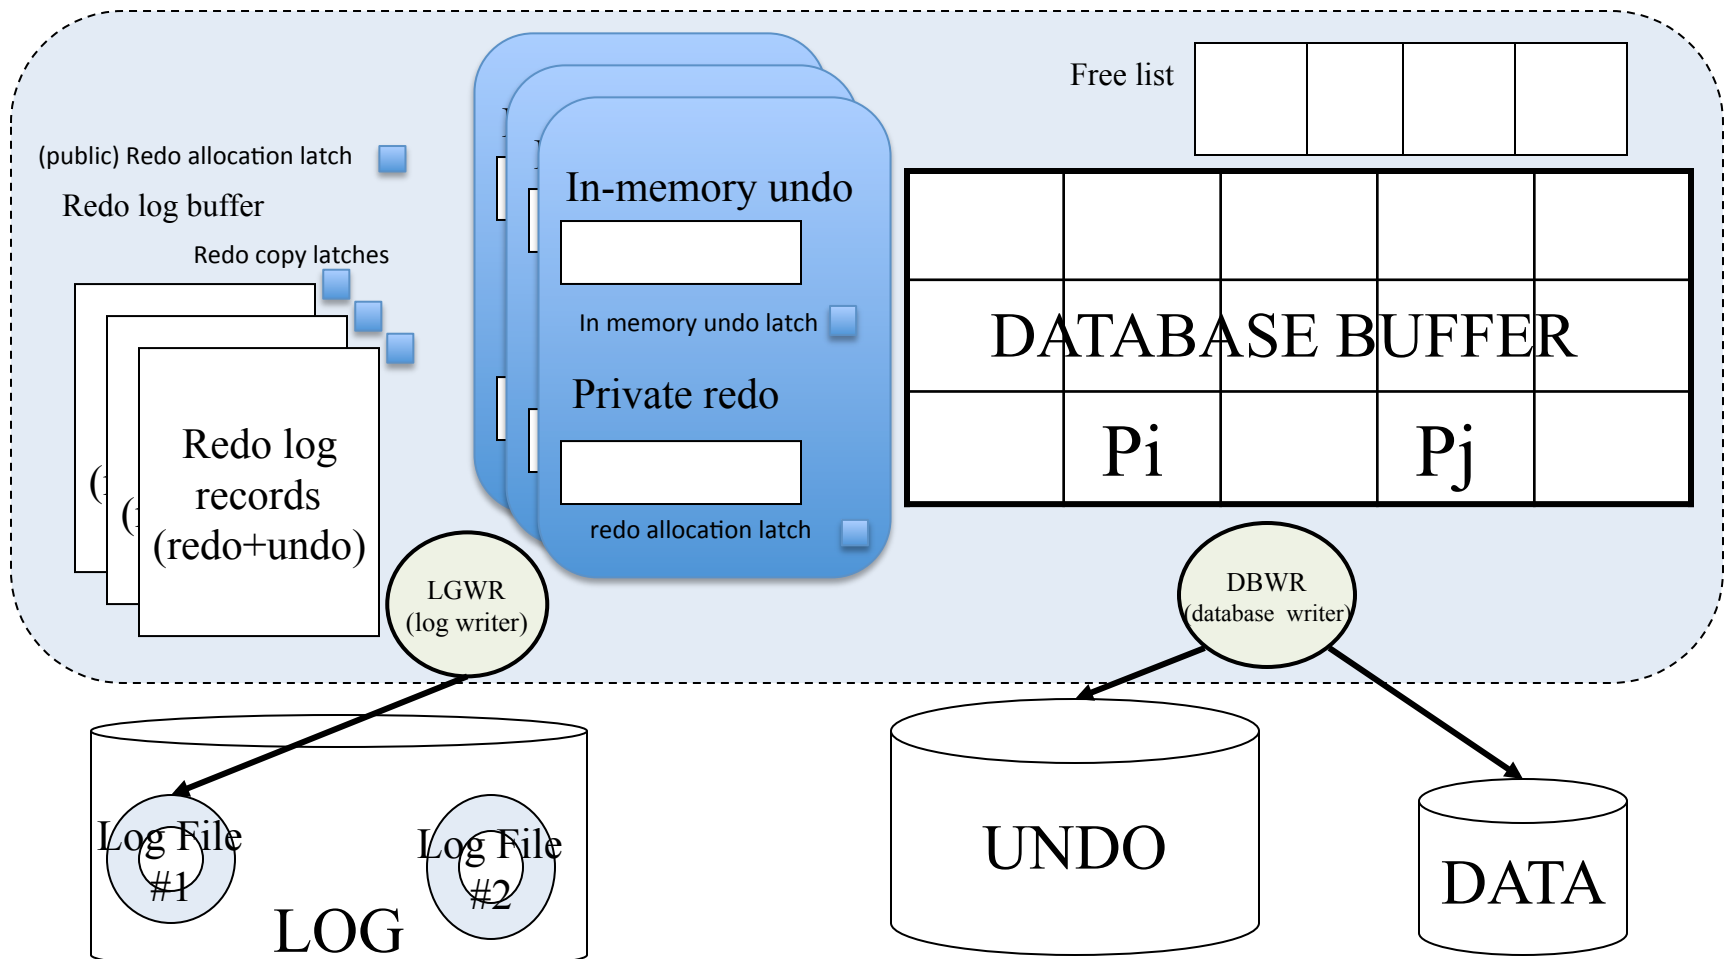 Free list
(public) Redo allocation latch
Redo log buffer
Redo copy latches
In-memory undo
In memory undo latch
Private redo
redo allocation latch
Redo log
records
(redo+undo)
DATABASE BUFFER
Pi
Pj
LGWR
(log writer)
DBWR
(database writer)
Log File
#1
Log File
#2
LOG
UNDO
DATA